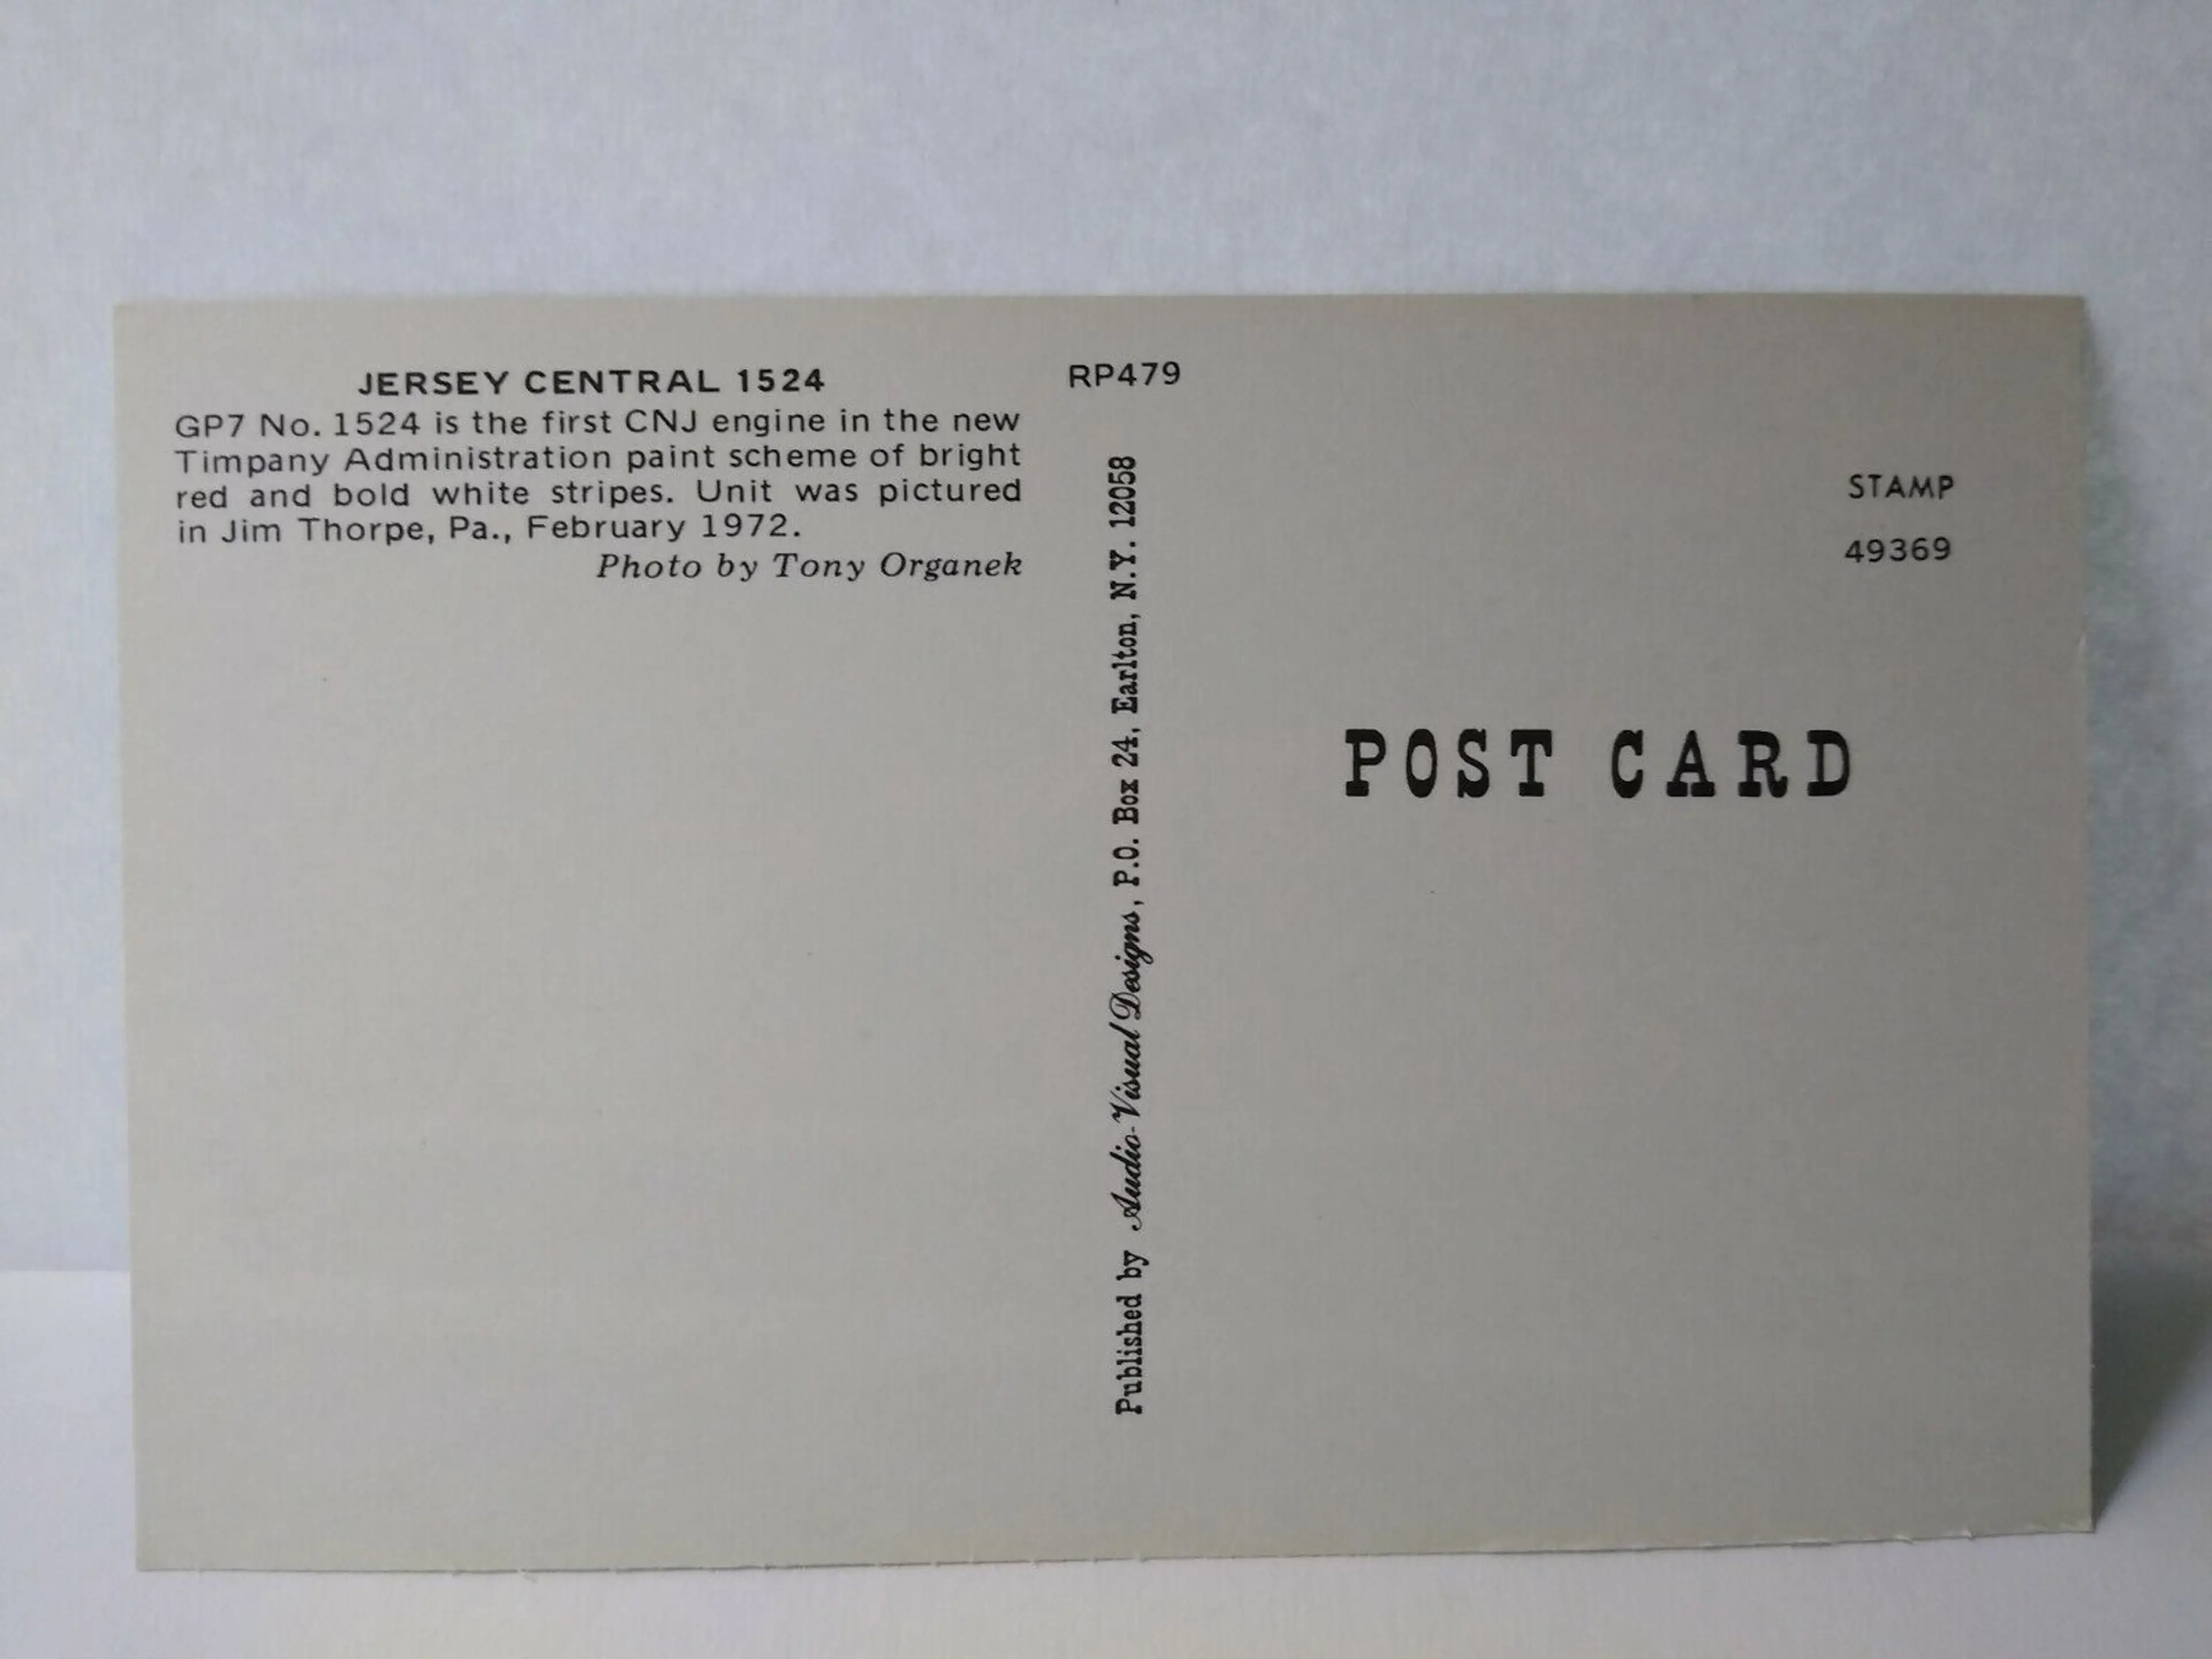 JERSEY CENTRAL 1524
GP7 No. 1524 is the first CNJ engine in the new
Timpany Administration paint scheme of bright
red and bold white stripes. Unit was pictured
in Jim Thorpe, Pa., February 1972.
Photo by Tony Organek
RP479
Published by Audio-Visual Designs, P.O. Box 24, Earlton, N.Y. 12058
STAMP
49369
POST CARD